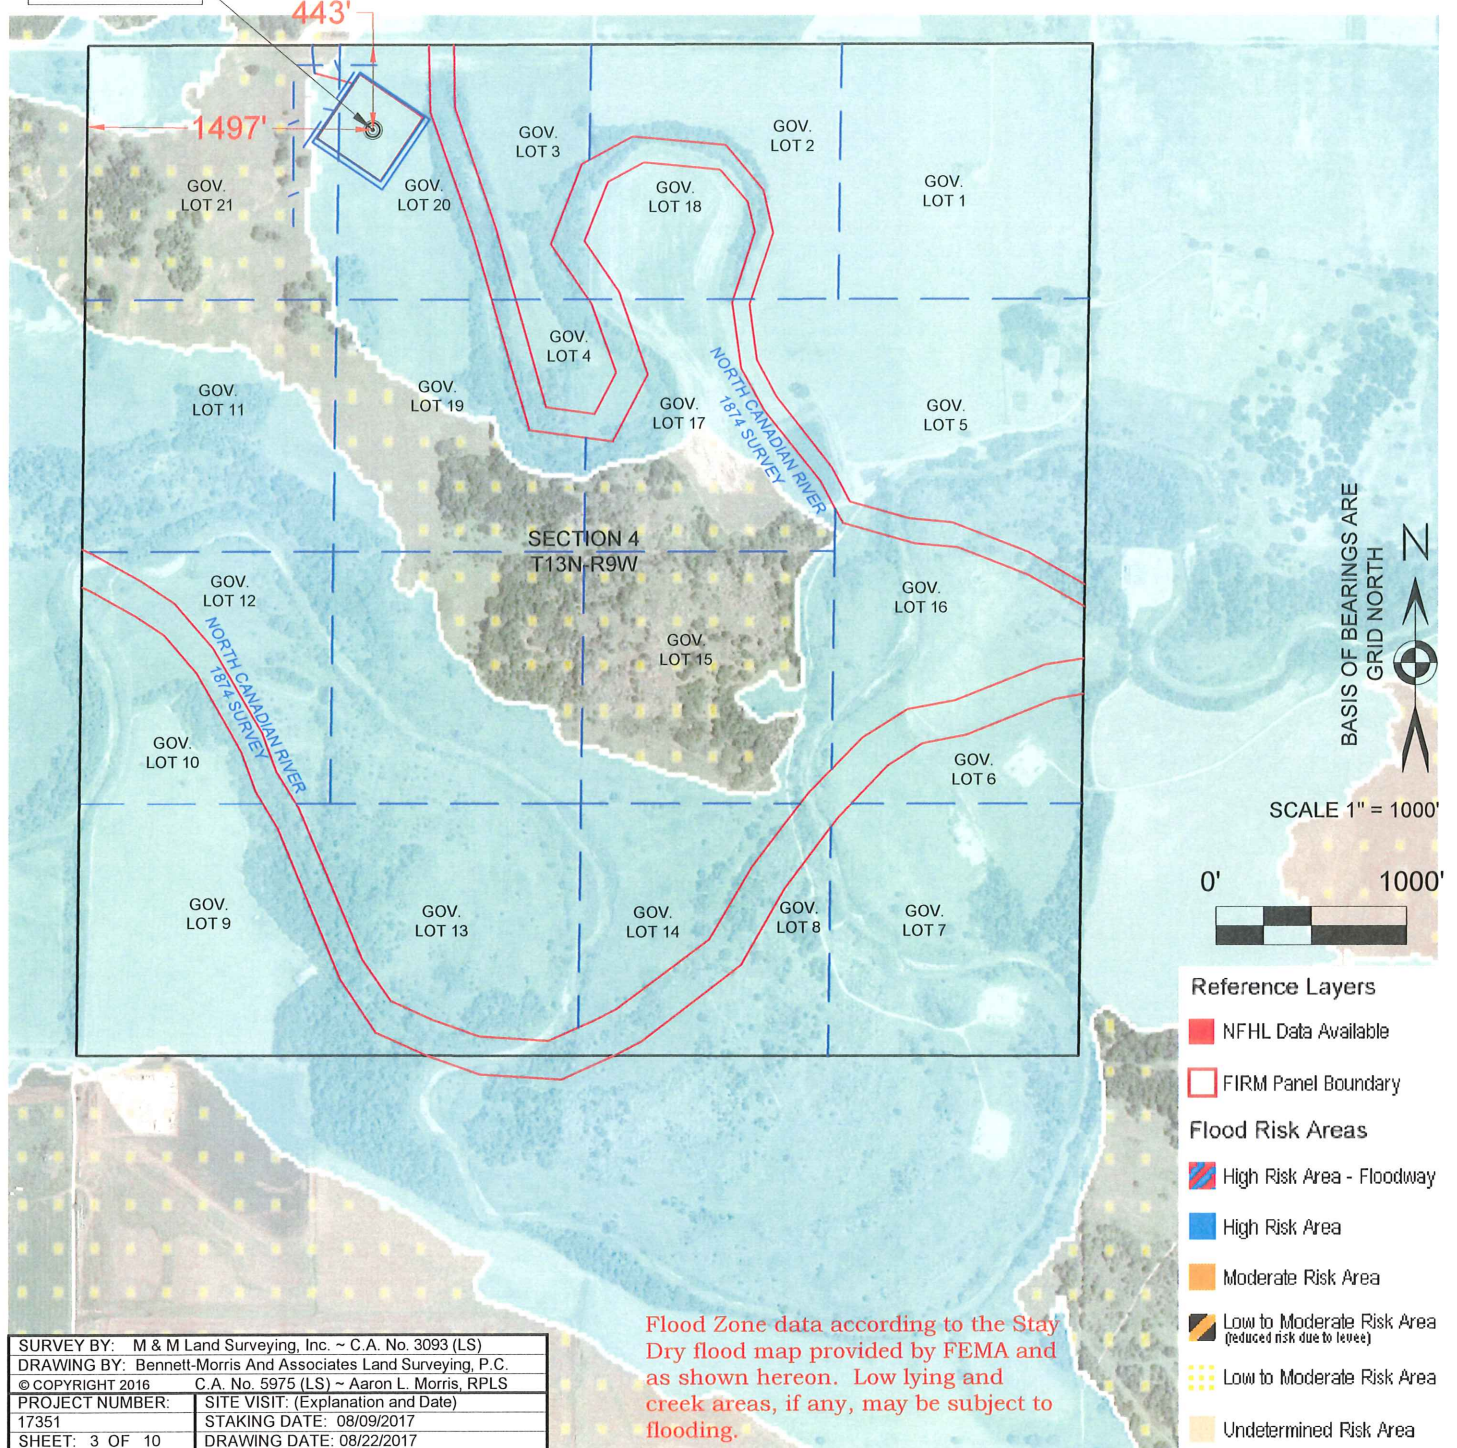 443'
1497'
GOV.
LOT 3
GOV.
LOT 2
GOV.
LOT 21
GOV.
LOT 20
GOV.
LOT 18
GOV.
LOT 1
GOV.
LOT 4
GOV.
LOT 11
GOV.
LOT 19
GOV.
LOT 17
GOV.
LOT 5
NORTH CANADIAN RIVER
1874 SURVEY
SECTION 4
T13N-R9W
GOV.
LOT 12
GOV.
LOT 16
GOV.
LOT 15
NORTH CANADIAN RIVER
1874 SURVEY
GOV.
LOT 10
GOV.
LOT 6
GOV.
LOT 9
GOV.
LOT 13
GOV.
LOT 14
GOV.
LOT 8
GOV.
LOT 7
BASIS OF BEARINGS ARE
GRID NORTH
N
SCALE 1" = 1000'
0' 1000'
Reference Layers
NFHL Data Available
FIRM Panel Boundary
Flood Risk Areas
High Risk Area - Floodway
High Risk Area
Moderate Risk Area
Low to Moderate Risk Area
(reduced risk due to levee)
Low to Moderate Risk Area
Undetermined Risk Area
Flood Zone data according to the Stay
Dry flood map provided by FEMA and
as shown hereon. Low lying and
creek areas, if any, may be subject to
flooding.
SURVEY BY: M & M Land Surveying, Inc. ~ C.A. No. 3093 (LS)
DRAWING BY: Bennett-Morris And Associates Land Surveying, P.C.
© COPYRIGHT 2016 C.A. No. 5975 (LS) ~ Aaron L. Morris, RPLS
PROJECT NUMBER: SITE VISIT: (Explanation and Date)
17351 STAKING DATE: 08/09/2017
SHEET: 3 OF 10 DRAWING DATE: 08/22/2017